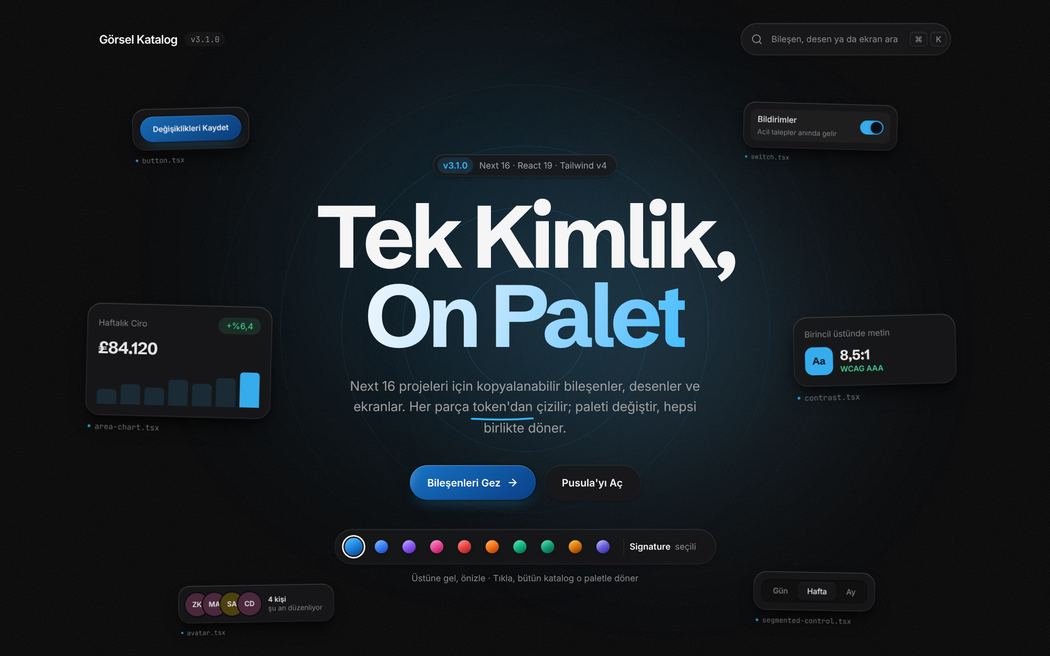 Görsel Katalog v3.1.0
Bileşen, desen ya da ekran ara ⌘ K
Değişiklikleri Kaydet
button.tsx
Bildirimler
Acil talepler anında gelir
switch.tsx
v3.1.0 Next 16 · React 19 · Tailwind v4
Tek Kimlik,
On Palet
Haftalık Ciro
+%6,4
₺84.120
area-chart.tsx
Birincil üstünde metin
Aa
8,5:1
WCAG AAA
contrast.tsx
Next 16 projeleri için kopyalanabilir bileşenler, desenler ve
ekranlar. Her parça token'dan çizilir; paleti değiştir, hepsi
birlikte döner.
Bileşenleri Gez →
Pusula'yı Aç
Signature seçili
Üstüne gel, önizle · Tıkla, bütün katalog o paletle döner
ZK MA SA CD
4 kişi
şu an düzenliyor
avatar.tsx
Gün Hafta Ay
segmented-control.tsx